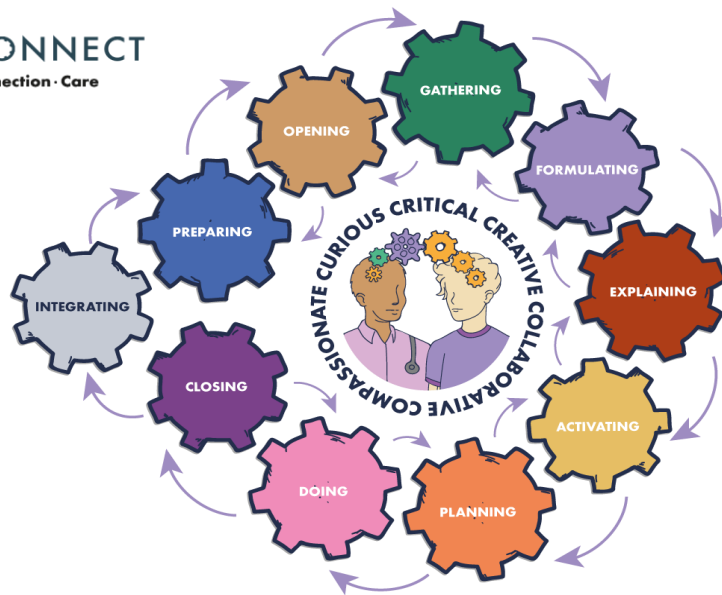 ONNECT
nection · Care
GATHERING
OPENING
FORMULATING
PREPARING
EXPLAINING
INTEGRATING
CLOSING
ACTIVATING
DOING
PLANNING
COMPASSIONATE CURIOUS CRITICAL CREATIVE COLLABORATIVE